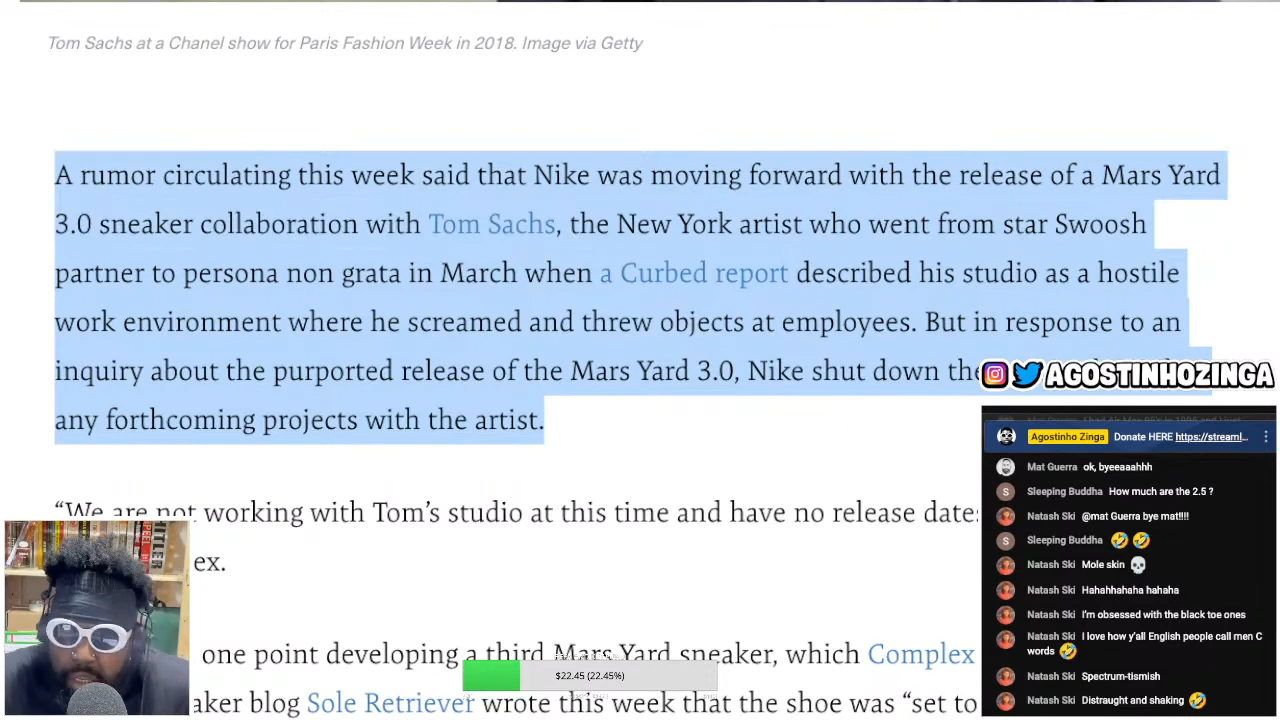 Tom Sachs at a Chanel show for Paris Fashion Week in 2018. Image via Getty
A rumor circulating this week said that Nike was moving forward with the release of a Mars Yard
3.0 sneaker collaboration with Tom Sachs, the New York artist who went from star Swoosh
partner to persona non grata in March when a Curbed report described his studio as a hostile
work environment where he screamed and threw objects at employees. But in response to an
inquiry about the purported release of the Mars Yard 3.0, Nike shut down the
any forthcoming projects with the artist.
“We are not working with Tom’s studio at this time and have no release dates
ex.
one point developing a third Mars Yard sneaker, which Complex
aker blog Sole Retriever wrote this week that the shoe was “set to
AGOSTINHOZINGA
Agostinho Zinga Donate HERE https://streaml...
Mat Guerra ok, byeeaaahhh
Sleeping Buddha How much are the 2.5 ?
Natash Ski @mat Guerra bye mat!!!!
Sleeping Buddha 🤣 🤣
Natash Ski Mole skin 💀
Natash Ski Hahahhahaha hahaha
Natash Ski I’m obsessed with the black toe ones
Natash Ski I love how y’all English people call men C
words 🤣
Natash Ski Spectrum-tismish
Natash Ski Distraught and shaking 🤣
$22.45 (22.45%)
HITLER